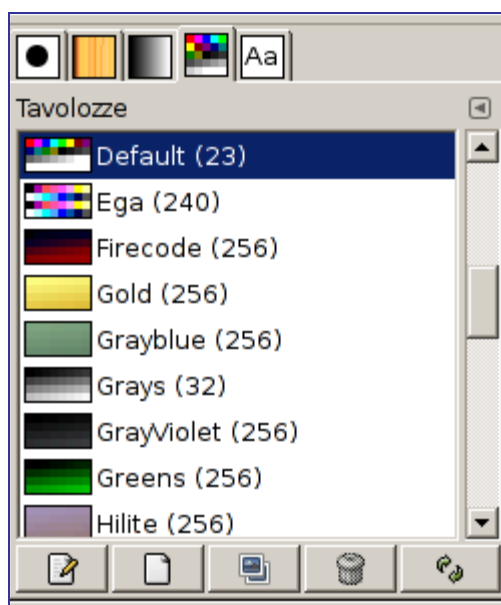 Aa
Tavolozze
Default (23)
Ega (240)
Firecode (256)
Gold (256)
Grayblue (256)
Grays (32)
GrayViolet (256)
Greens (256)
Hilite (256)